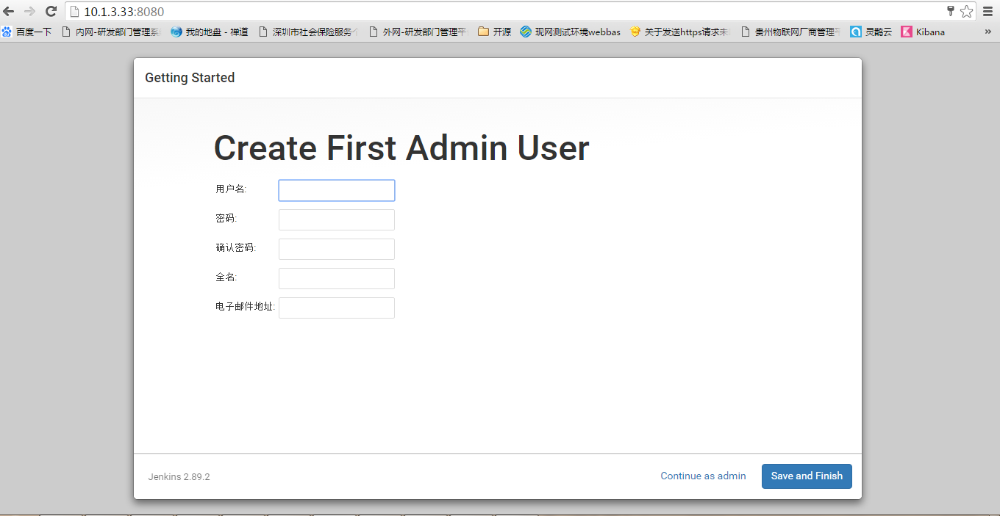 10.1.3.33:8080
百度一下 内网-研发部门管理系 我的地盘 - 禅道 深圳市社会保险服务个 外网-研发部门管理平 开源 现网测试环境webbas 关于发送https请求未 贵州物联网厂商管理平 灵鹊云 Kibana »
Getting Started
Create First Admin User
用户名:
密码:
确认密码:
全名:
电子邮件地址:
Jenkins 2.89.2 Continue as admin Save and Finish